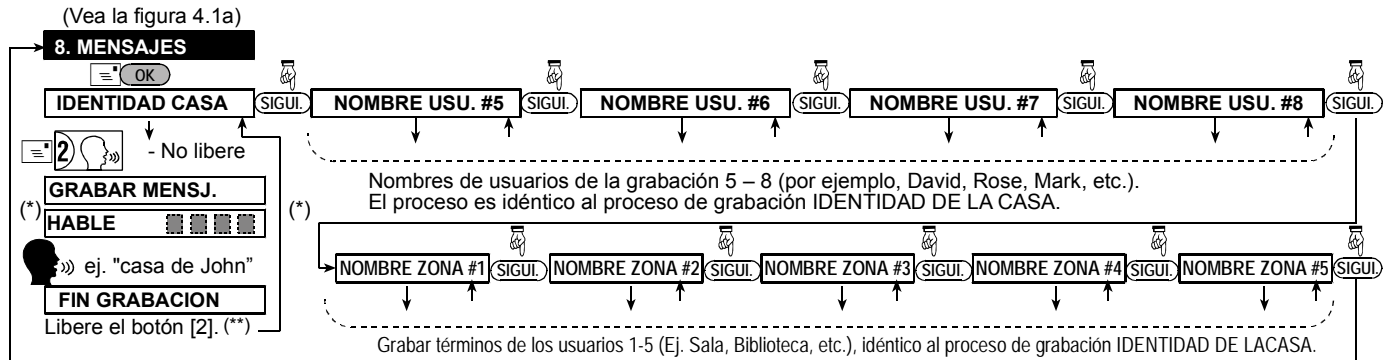 (Vea la figura 4.1a)
8. MENSAJES
OK
IDENTIDAD CASA SIGUI. NOMBRE USU. #5 SIGUI. NOMBRE USU. #6 SIGUI. NOMBRE USU. #7 SIGUI. NOMBRE USU. #8 SIGUI.
2 - No libere
GRABAR MENSJ.
(*) HABLE
ej. "casa de John”
FIN GRABACION
Libere el botón [2]. (**)
Nombres de usuarios de la grabación 5 – 8 (por ejemplo, David, Rose, Mark, etc.).
(*) El proceso es idéntico al proceso de grabación IDENTIDAD DE LA CASA.
NOMBRE ZONA #1 SIGUI. NOMBRE ZONA #2 SIGUI. NOMBRE ZONA #3 SIGUI. NOMBRE ZONA #4 SIGUI. NOMBRE ZONA #5 SIGUI.
Grabar términos de los usuarios 1-5 (Ej. Sala, Biblioteca, etc.), idéntico al proceso de grabación IDENTIDAD DE LACASA.